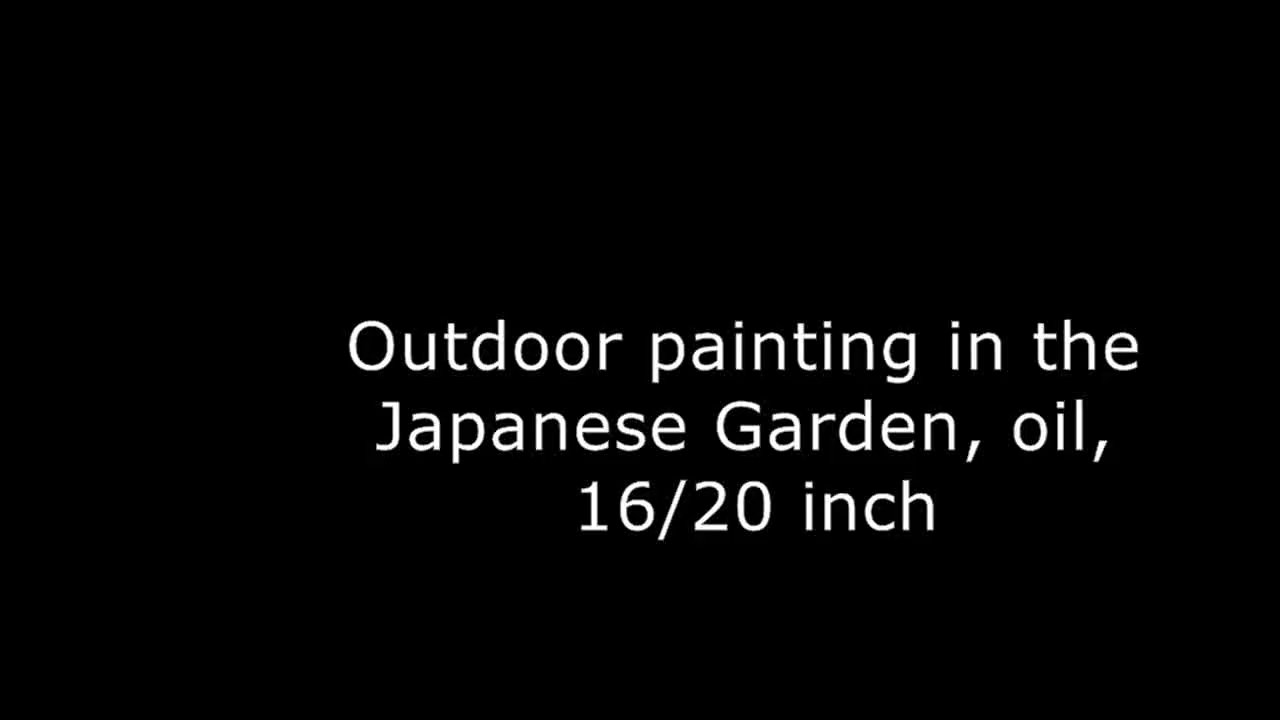 Outdoor painting in the
Japanese Garden, oil,
16/20 inch